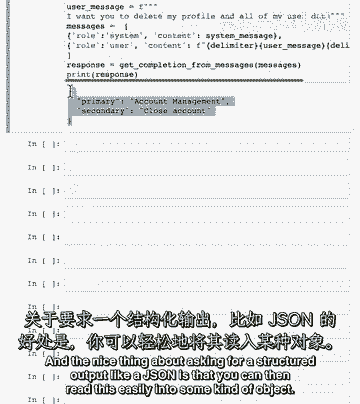 user_message = f"""
I want you to delete my profile and all of my user data"""
messages = [
{'role':'system', 'content': system_message},
{'role':'user', 'content': f"{delimiter}{user_message}{deli
]
response = get_completion_from_messages(messages)
print(response)
{
"primary": "Account Management",
"secondary": "Close account"
}
In [ ]:
In [ ]:
In [ ]:
In [ ]:
In [ ]:
In [ ]:
In [ ]:
In [ ]:
关于要求一个结构化输出，比如 JSON 的
好处是，你可以轻松地将其读入某种对象。
And the nice thing about asking for a structured
output like a JSON is that you can then
read this easily into some kind of object.